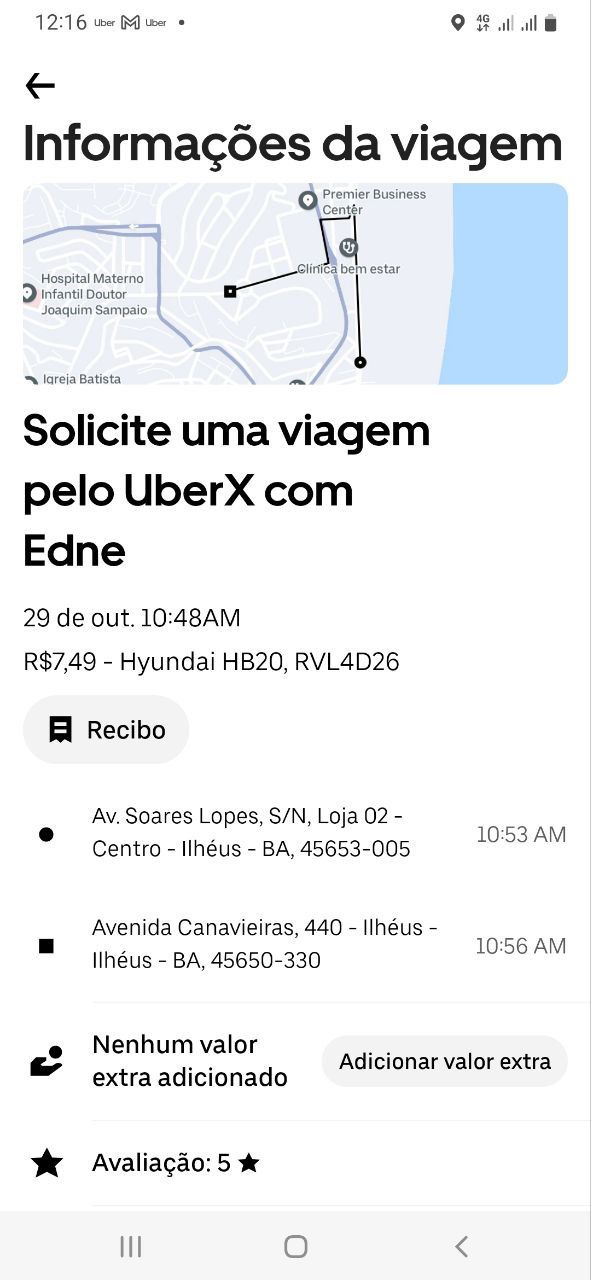 12:16 Uber Uber
4G
Informações da viagem
Premier Business
Center
Clínica bem estar
Hospital Materno
Infantil Doutor
Joaquim Sampaio
Igreja Batista
Solicite uma viagem
pelo UberX com
Edne
29 de out. 10:48AM
R$7,49 - Hyundai HB20, RVL4D26
Recibo
Av. Soares Lopes, S/N, Loja 02 -
Centro - Ilhéus - BA, 45653-005
10:53 AM
Avenida Canavieiras, 440 - Ilhéus -
Ilhéus - BA, 45650-330
10:56 AM
Nenhum valor
extra adicionado
Adicionar valor extra
Avaliação: 5